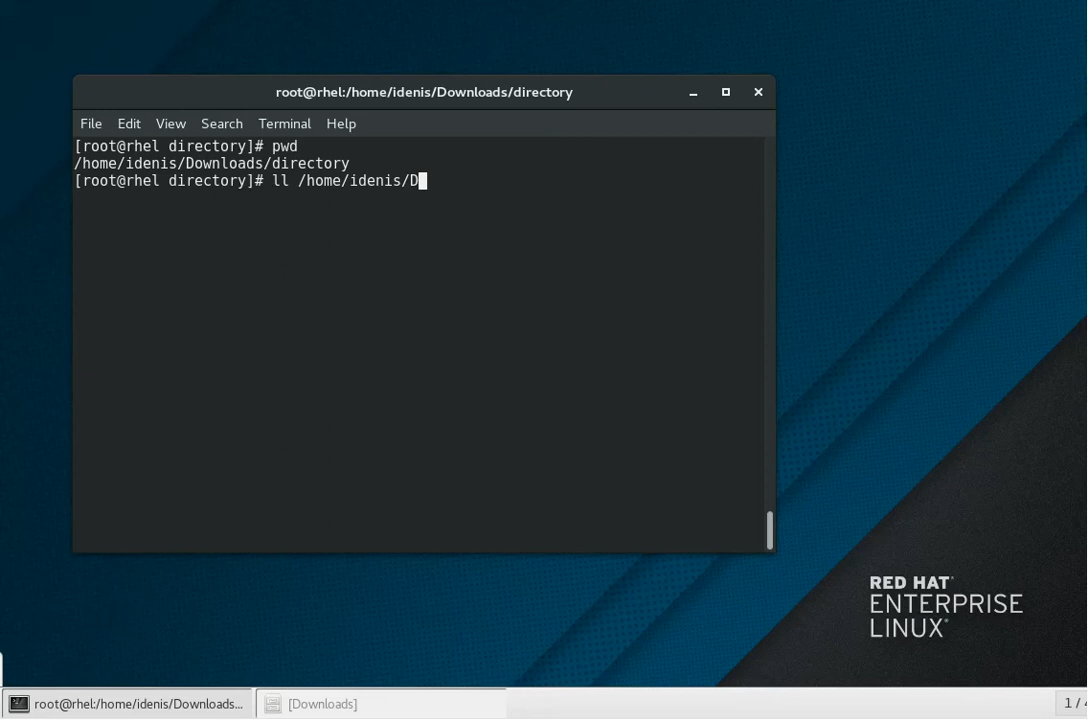 root@rhel:/home/idenis/Downloads/directory
File Edit View Search Terminal Help
[root@rhel directory]# pwd
/home/idenis/Downloads/directory
[root@rhel directory]# ll /home/idenis/D
RED HAT®
ENTERPRISE
LINUX®
root@rhel:/home/idenis/Downloads...
[Downloads]
1 /